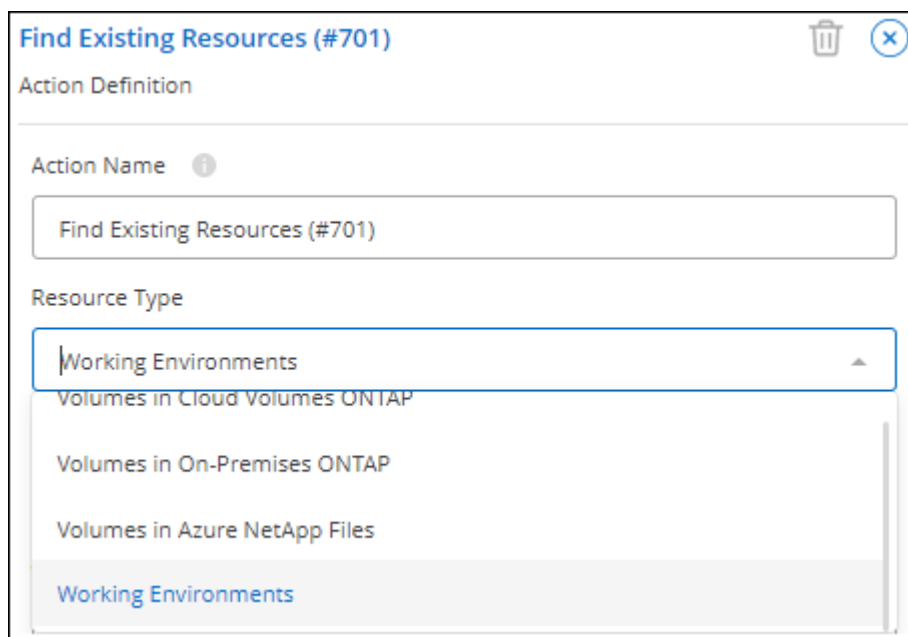 Find Existing Resources (#701)
Action Definition
Action Name
Find Existing Resources (#701)
Resource Type
Working Environments
Volumes in Cloud Volumes ONTAP
Volumes in On-Premises ONTAP
Volumes in Azure NetApp Files
Working Environments